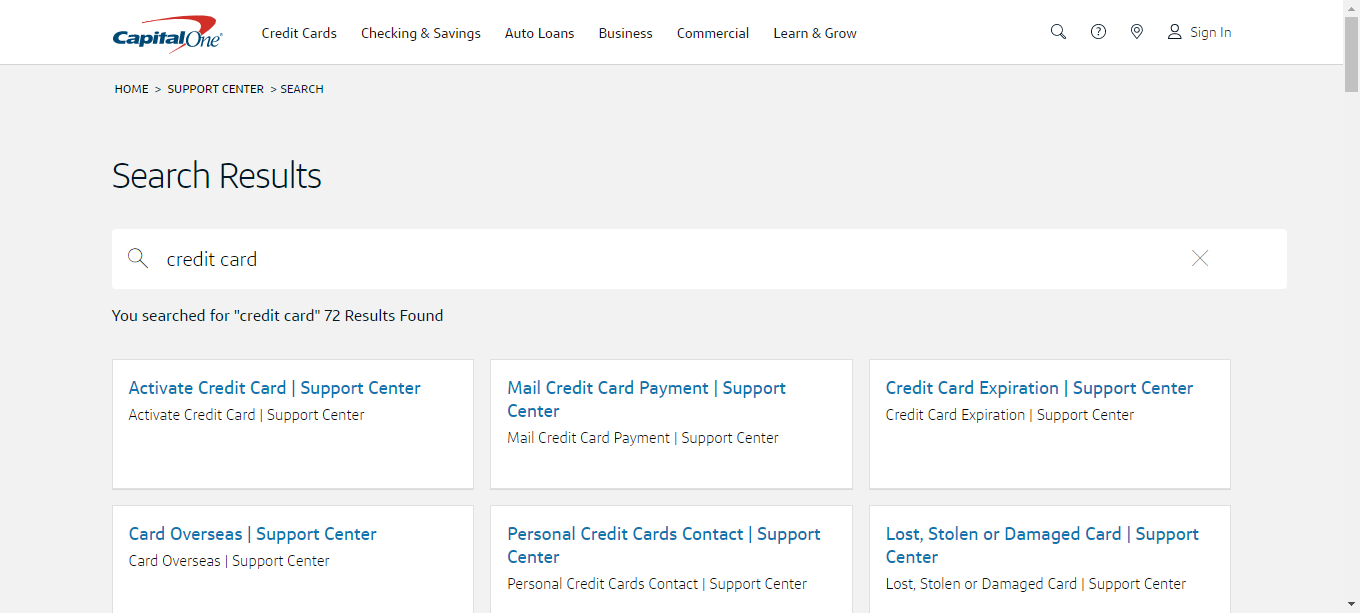 Capital One
Credit Cards
Checking & Savings
Auto Loans
Business
Commercial
Learn & Grow
Sign In
HOME > SUPPORT CENTER > SEARCH
Search Results
credit card
You searched for "credit card" 72 Results Found
Activate Credit Card | Support Center
Activate Credit Card | Support Center
Mail Credit Card Payment | Support
Center
Mail Credit Card Payment | Support Center
Credit Card Expiration | Support Center
Credit Card Expiration | Support Center
Card Overseas | Support Center
Card Overseas | Support Center
Personal Credit Cards Contact | Support
Center
Personal Credit Cards Contact | Support Center
Lost, Stolen or Damaged Card | Support
Center
Lost, Stolen or Damaged Card | Support Center